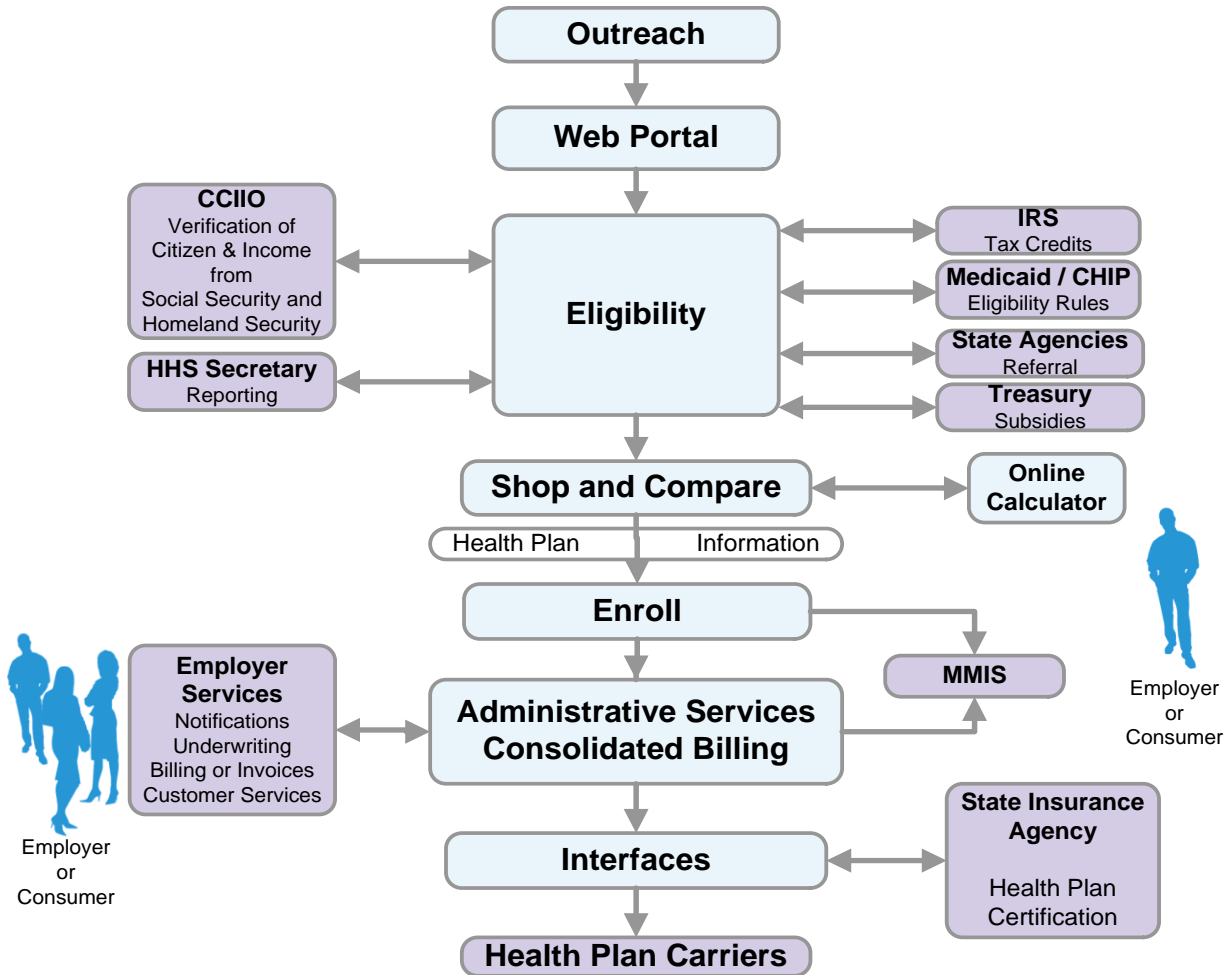 Outreach
Web Portal
CCIIO
Verification of
Citizen & Income
from
Social Security and
Homeland Security
HHS Secretary
Reporting
Eligibility
IRS
Tax Credits
Medicaid / CHIP
Eligibility Rules
State Agencies
Referral
Treasury
Subsidies
Shop and Compare
Online
Calculator
Health Plan Information
Enroll
MMIS
Employer
or
Consumer
Employer
Services
Notifications
Underwriting
Billing or Invoices
Customer Services
Employer
or
Consumer
Administrative Services
Consolidated Billing
Interfaces
State Insurance
Agency
Health Plan
Certification
Health Plan Carriers